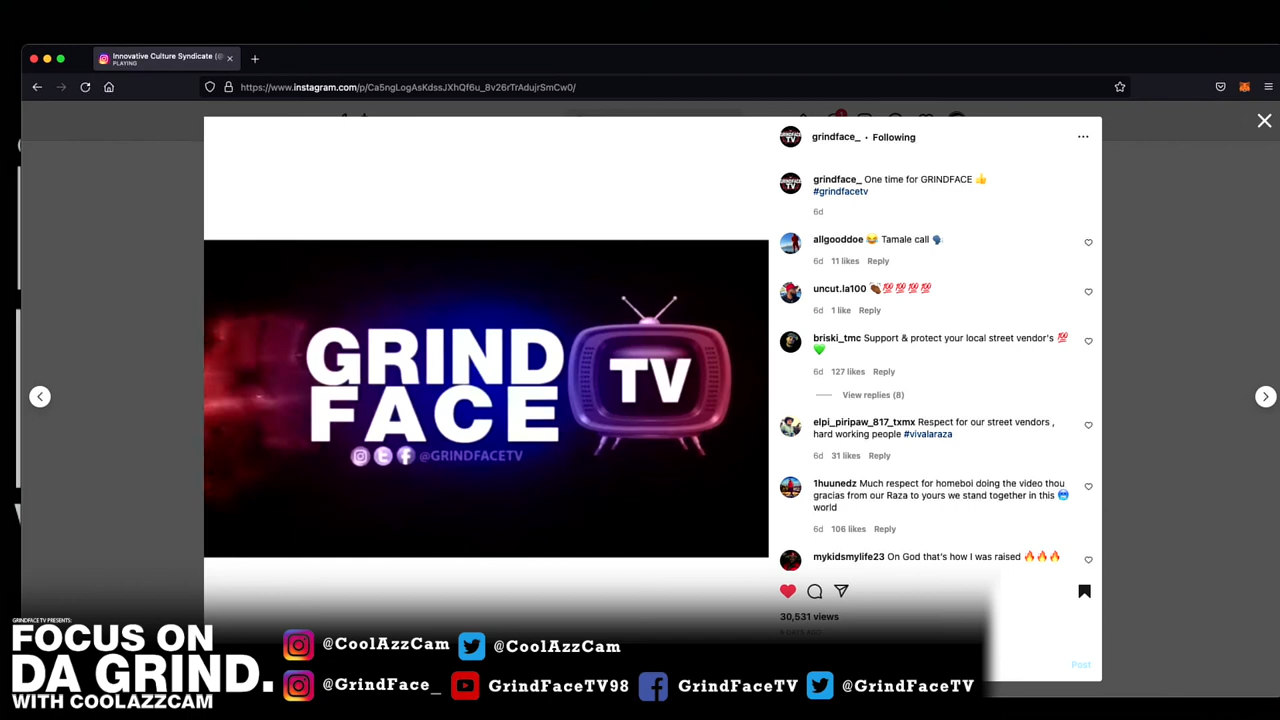 Innovative Culture Syndicate (@
PLAYING
https://www.instagram.com/p/Ca5ngLogAsKdssJXhQf6u_8v26rTrAdujrSmCw0/
grindface_ • Following
grindface_ One time for GRINDFACE 👍
#grindfacetv
6d
allgooddoe 😂 Tamale call 🗣
6d 11 likes Reply
uncut.la100 👏🏾💯💯💯💯
6d 1 like Reply
briski_tmc Support & protect your local street vendor's 💯
💚
6d 127 likes Reply
View replies (8)
elpi_piripaw_817_txmx Respect for our street vendors ,
hard working people #vivalaraza
6d 31 likes Reply
1huunedz Much respect for homeboi doing the video thou
gracias from our Raza to yours we stand together in this 🥶
world
6d 106 likes Reply
mykidsmylife23 On God that's how I was raised 🔥🔥🔥
30,531 views
6 DAYS AGO
Post
GRIND
FACE
TV
@GRINDFACETV
GRINDFACE TV PRESENTS:
FOCUS ON
DA GRIND.
WITH COOLAZZCAM
@CoolAzzCam @CoolAzzCam
@GrindFace_ GrindFaceTV98 GrindFaceTV @GrindFaceTV